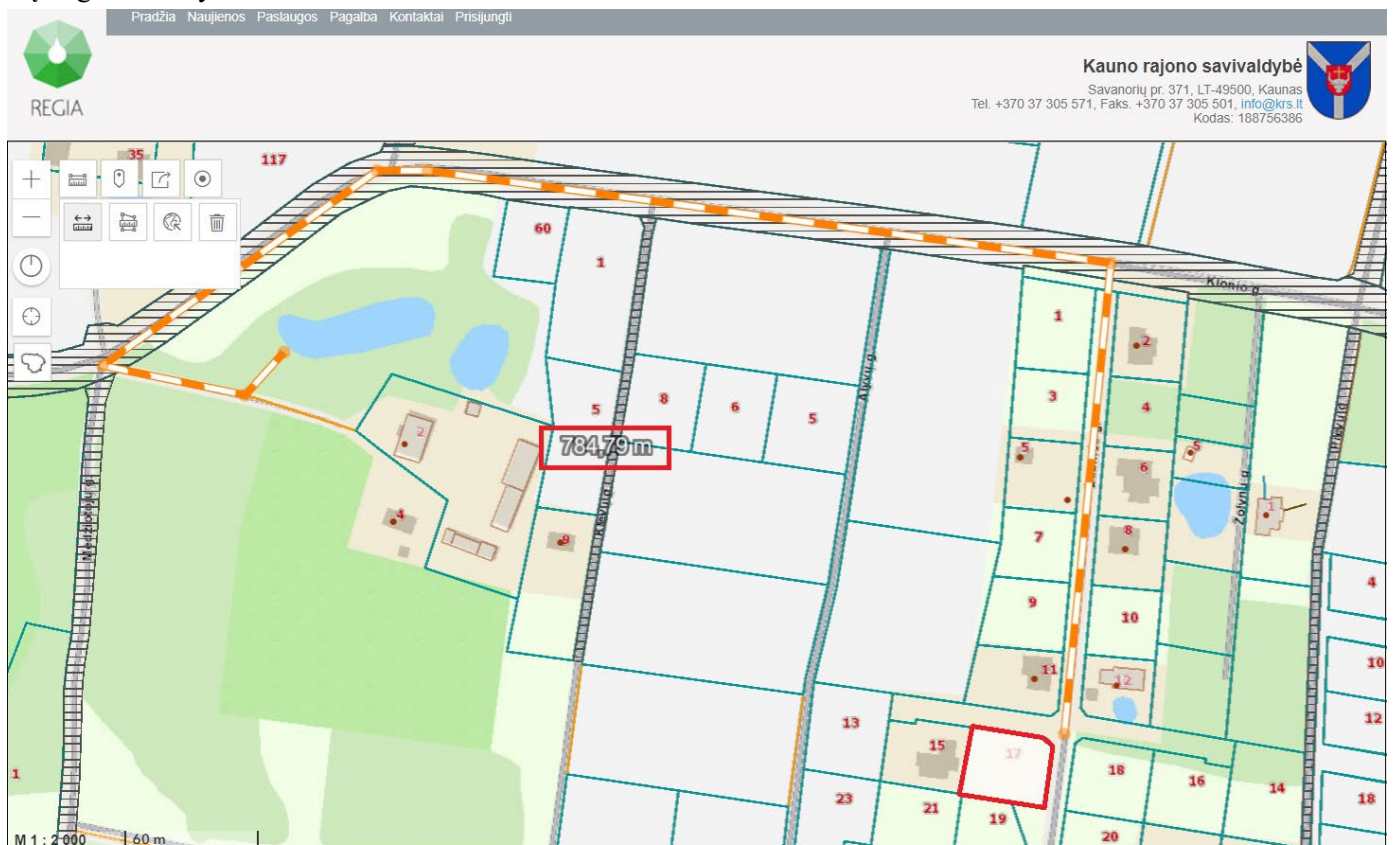 Pradžia Naujienos Paslaugos Pagalba Kontaktai Prisijungti
REGIA
Kauno rajono savivaldybė
Savanorių pr. 371, LT-49500, Kaunas
Tel. +370 37 305 571, Faks. +370 37 305 501, info@krs.lt
Kodas: 188756386
35
117
60
1
Klonio g.
1
2
3
4
5
8
6
5
Alyvų g.
2
784,79 m
5
5
6
Žolynų g.
1
Medžiotojų g.
4
9
Klevų g.
7
8
4
9
10
11
12
10
13
12
15
17
1
18
16
14
23
21
19
18
20
M 1 : 2 000
60 m